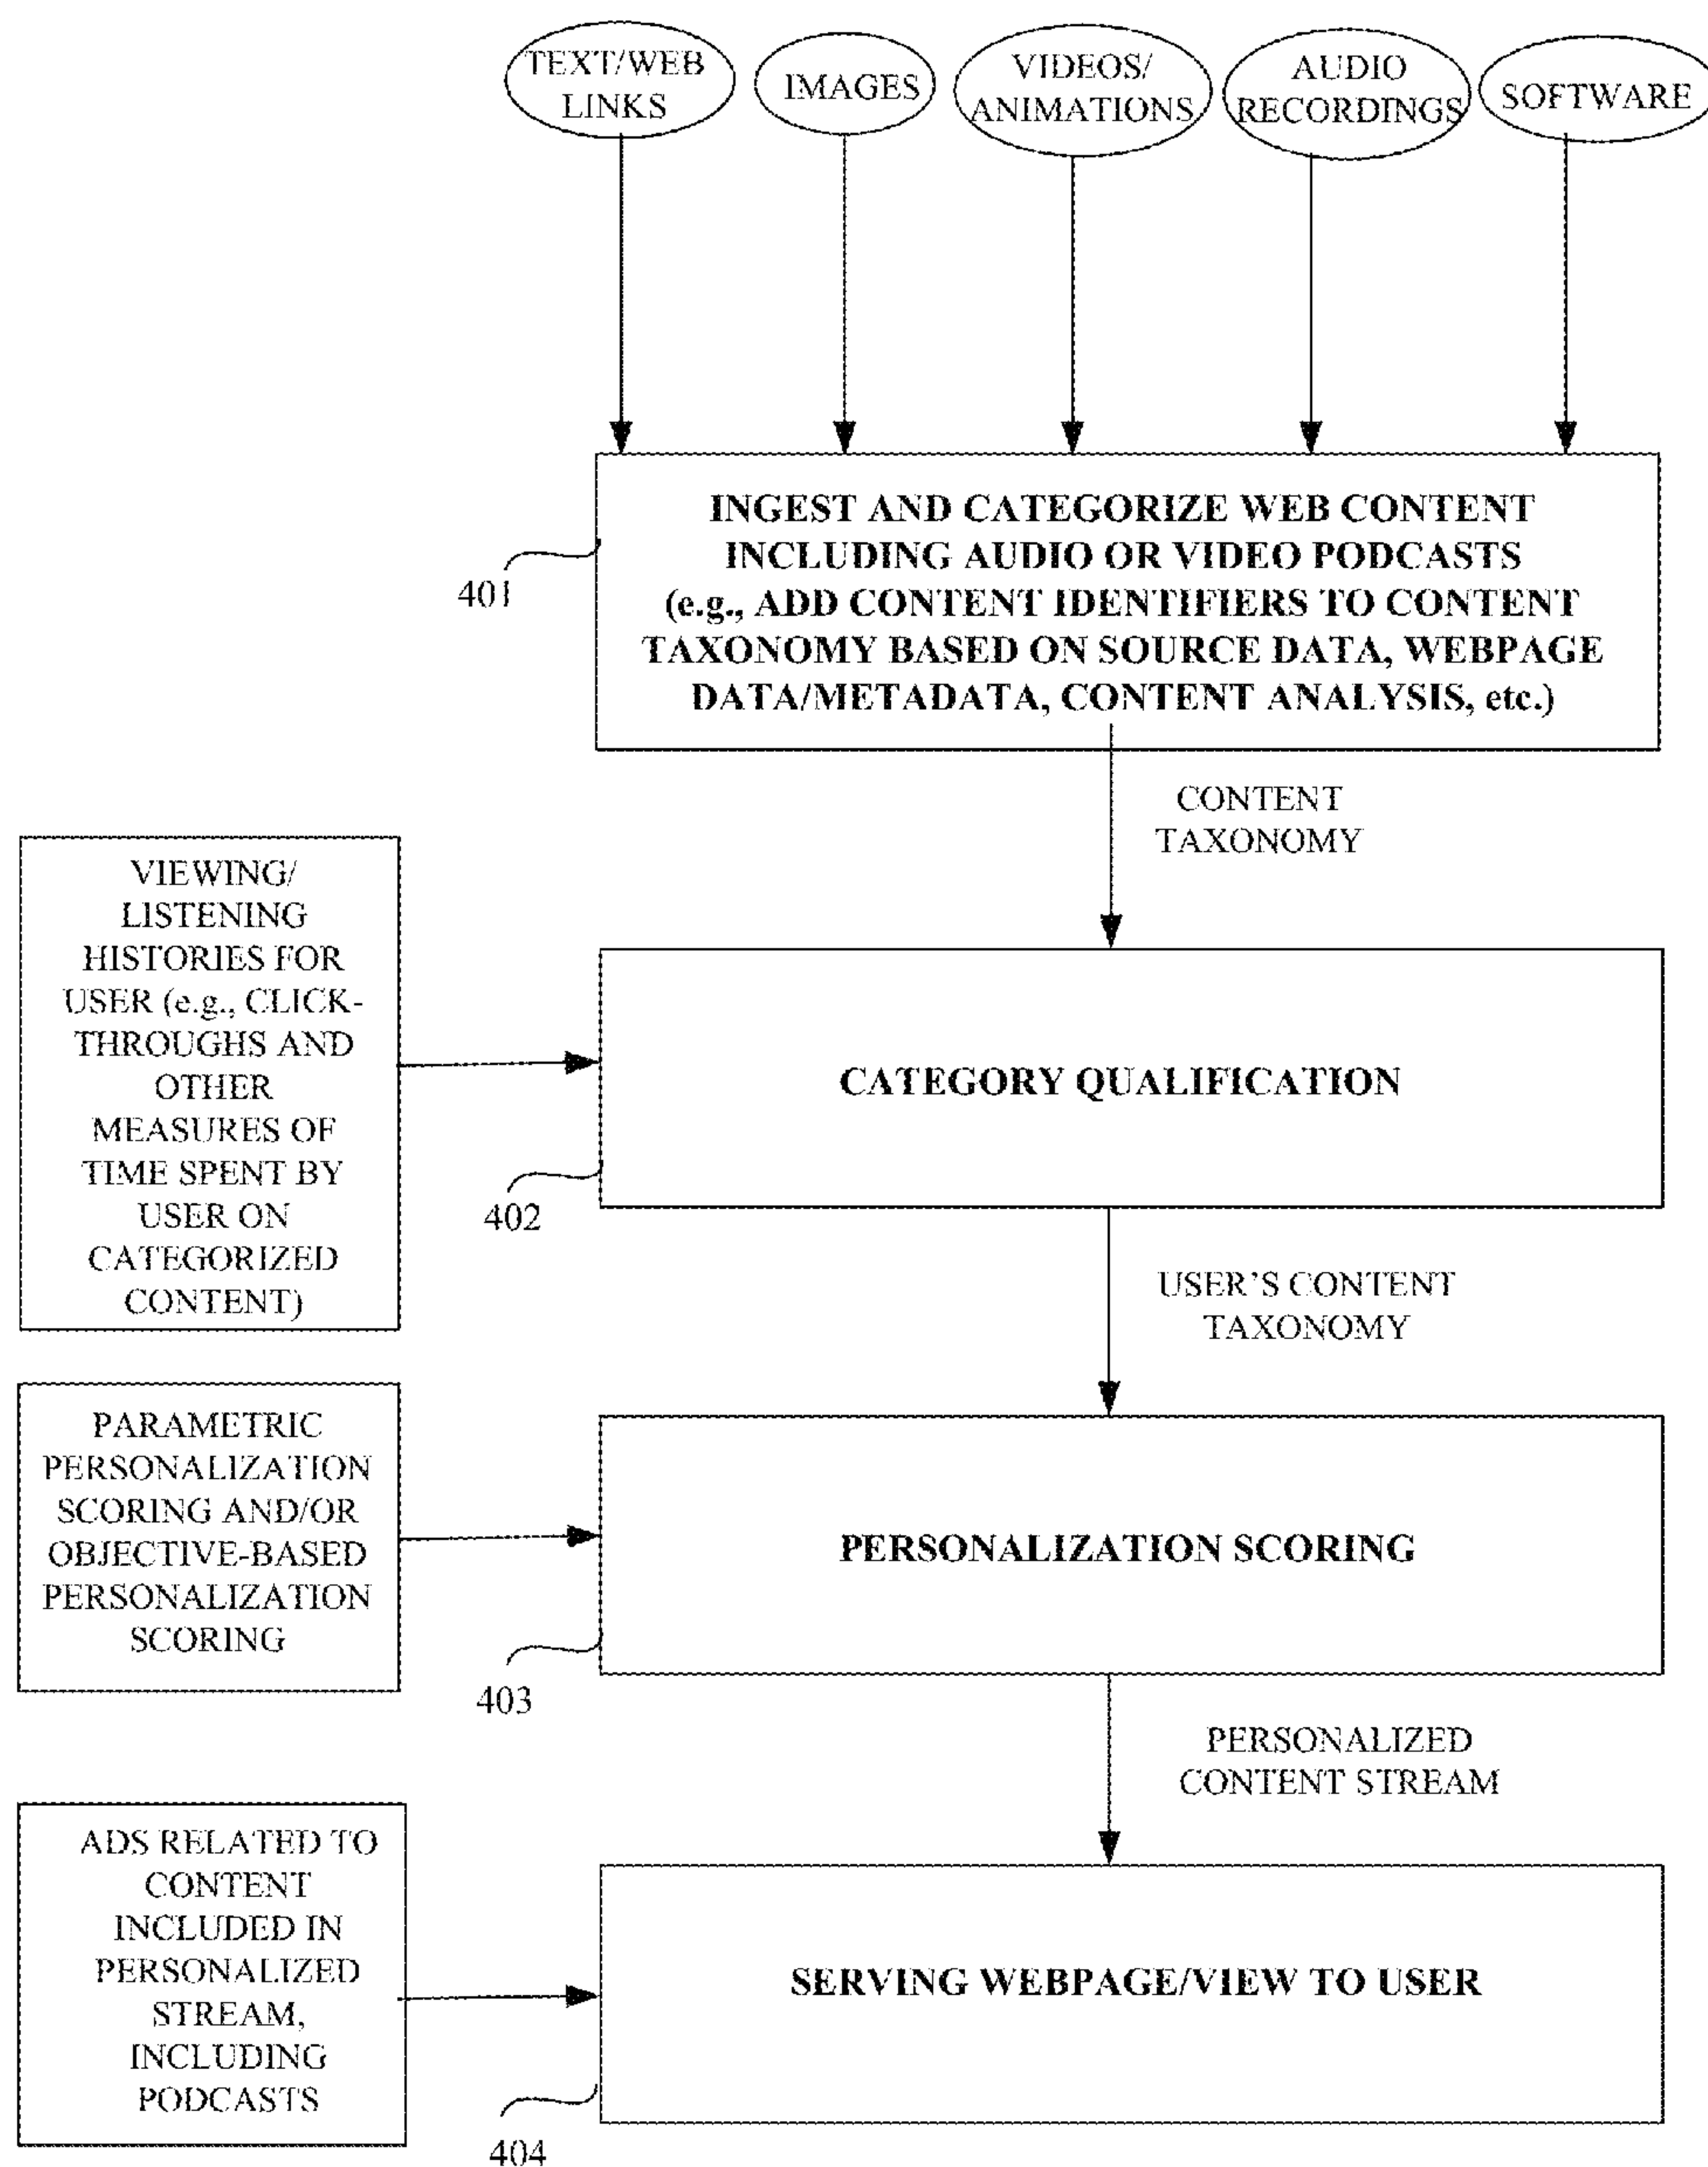 TEXT/WEB
LINKS
IMAGES
VIDEOS/
ANIMATIONS
AUDIO
RECORDINGS
SOFTWARE
INGEST AND CATEGORIZE WEB CONTENT
INCLUDING AUDIO OR VIDEO PODCASTS
(e.g., ADD CONTENT IDENTIFIERS TO CONTENT
TAXONOMY BASED ON SOURCE DATA, WEBPAGE
DATA/METADATA, CONTENT ANALYSIS, etc.)
401
CONTENT
TAXONOMY
VIEWING/
LISTENING
HISTORIES FOR
USER (e.g., CLICK-
THROUGHS AND
OTHER
MEASURES OF
TIME SPENT BY
USER ON
CATEGORIZED
CONTENT)
CATEGORY QUALIFICATION
402
USER'S CONTENT
TAXONOMY
PARAMETRIC
PERSONALIZATION
SCORING AND/OR
OBJECTIVE-BASED
PERSONALIZATION
SCORING
PERSONALIZATION SCORING
403
PERSONALIZED
CONTENT STREAM
ADS RELATED TO
CONTENT
INCLUDED IN
PERSONALIZED
STREAM,
INCLUDING
PODCASTS
SERVING WEBPAGE/VIEW TO USER
404